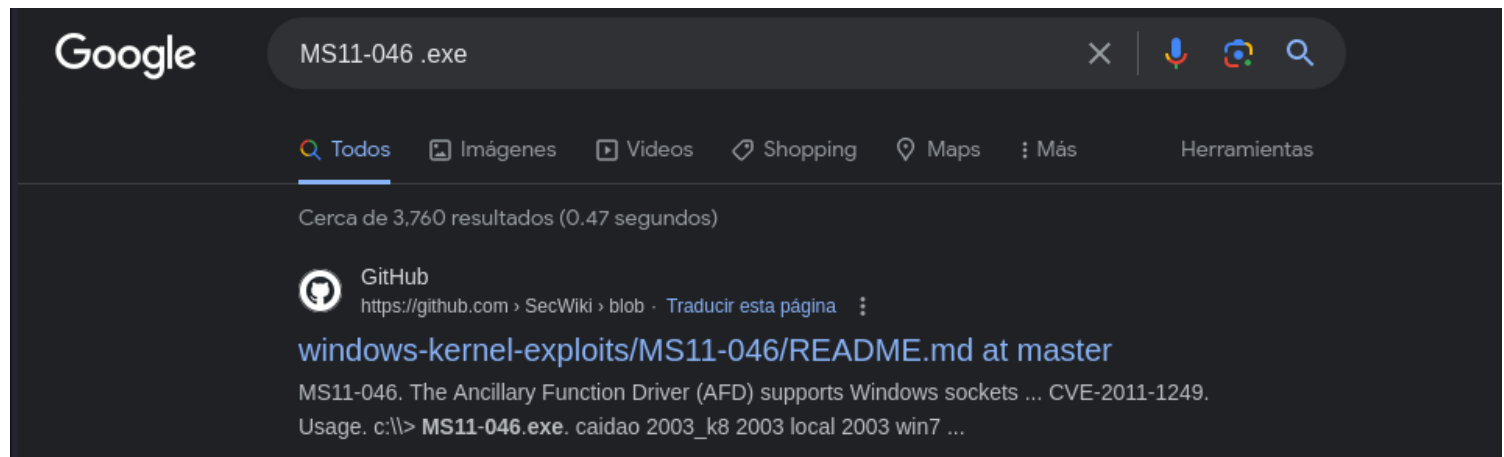 Google
MS11-046 .exe
Todos Imágenes Videos Shopping Maps Más Herramientas
Cerca de 3,760 resultados (0.47 segundos)
GitHub
https://github.com › SecWiki › blob · Traducir esta página
windows-kernel-exploits/MS11-046/README.md at master
MS11-046. The Ancillary Function Driver (AFD) supports Windows sockets ... CVE-2011-1249.
Usage. c:\\> MS11-046.exe. caidao 2003_k8 2003 local 2003 win7 ...